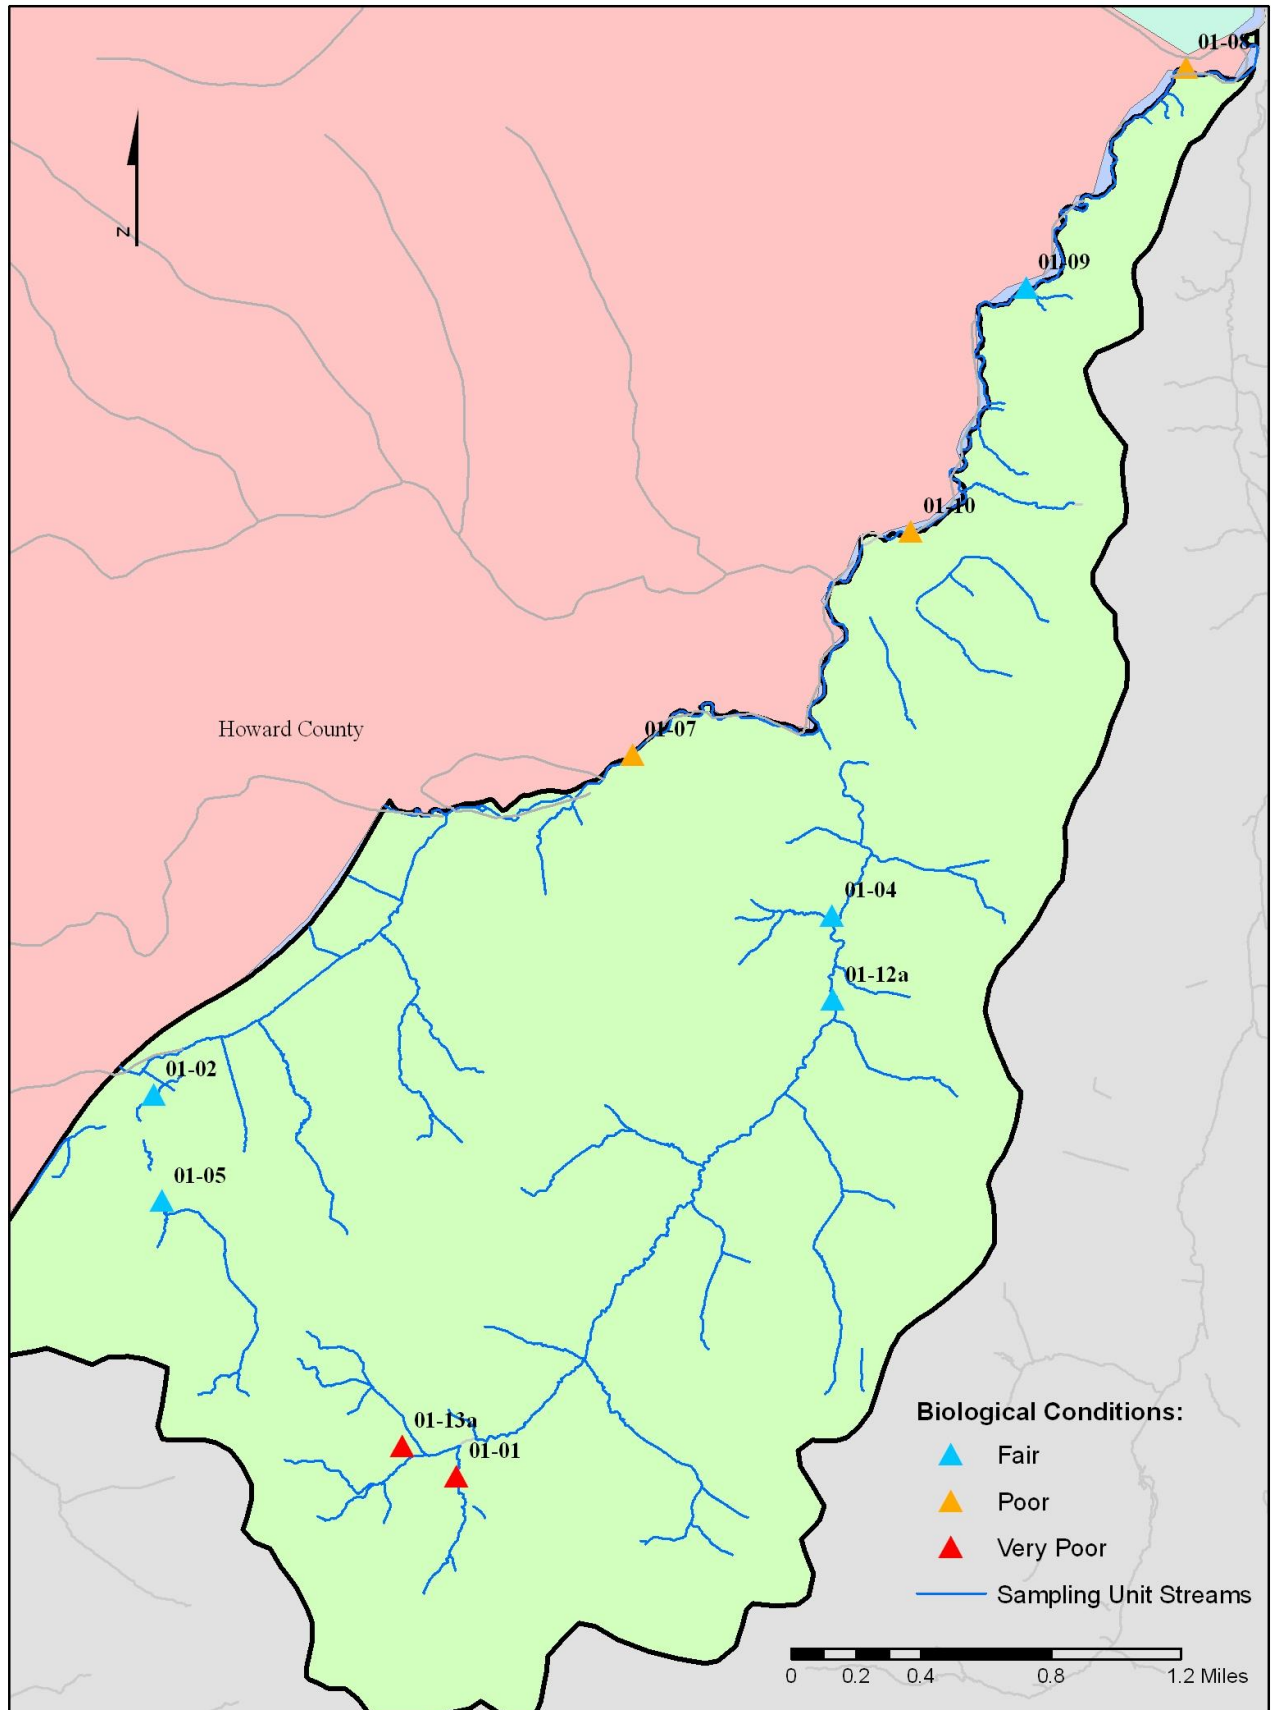 01-08
N
01-09
01-10
Howard County
01-07
01-04
01-12a
01-02
01-05
01-13a
01-01
Biological Conditions:
Fair
Poor
Very Poor
Sampling Unit Streams
0 0.2 0.4 0.8 1.2 Miles